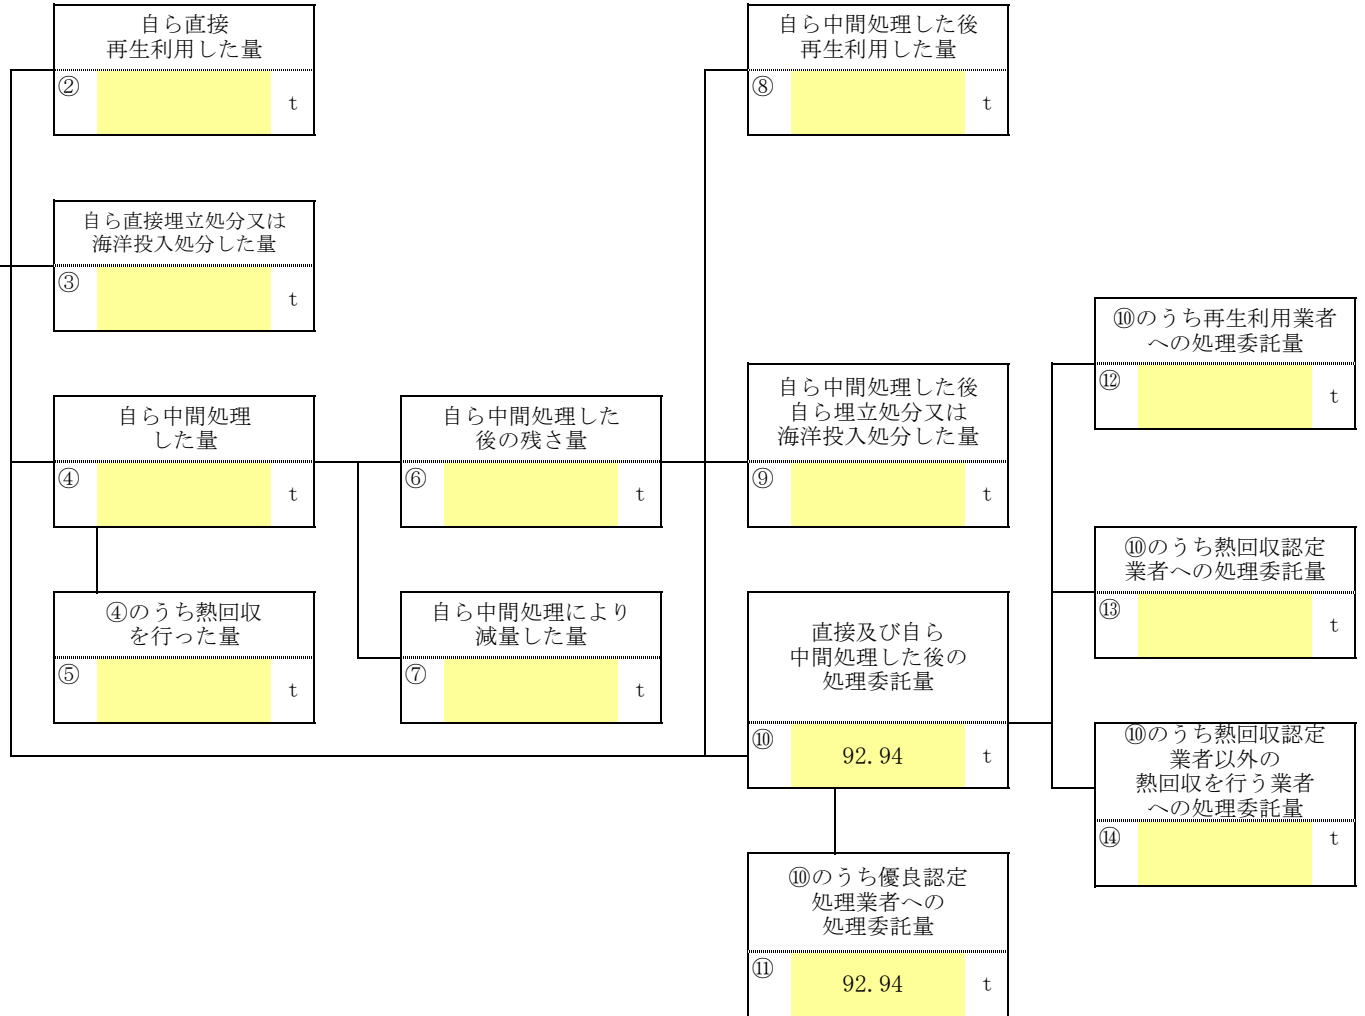 自ら直接
再生利用した量
② t
自ら中間処理した後
再生利用した量
⑧ t
自ら直接埋立処分又は
海洋投入処分した量
③ t
⑩のうち再生利用業者
への処理委託量
⑫ t
自ら中間処理
した量
④ t
自ら中間処理した
後の残さ量
⑥ t
自ら中間処理した後
自ら埋立処分又は
海洋投入処分した量
⑨ t
⑩のうち熱回収認定
業者への処理委託量
⑬ t
④のうち熱回収
を行った量
⑤ t
自ら中間処理により
減量した量
⑦ t
直接及び自ら
中間処理した後の
処理委託量
⑩ 92.94 t
⑩のうち熱回収認定
業者以外の
熱回収を行う業者
への処理委託量
⑭ t
⑩のうち優良認定
処理業者への
処理委託量
⑪ 92.94 t